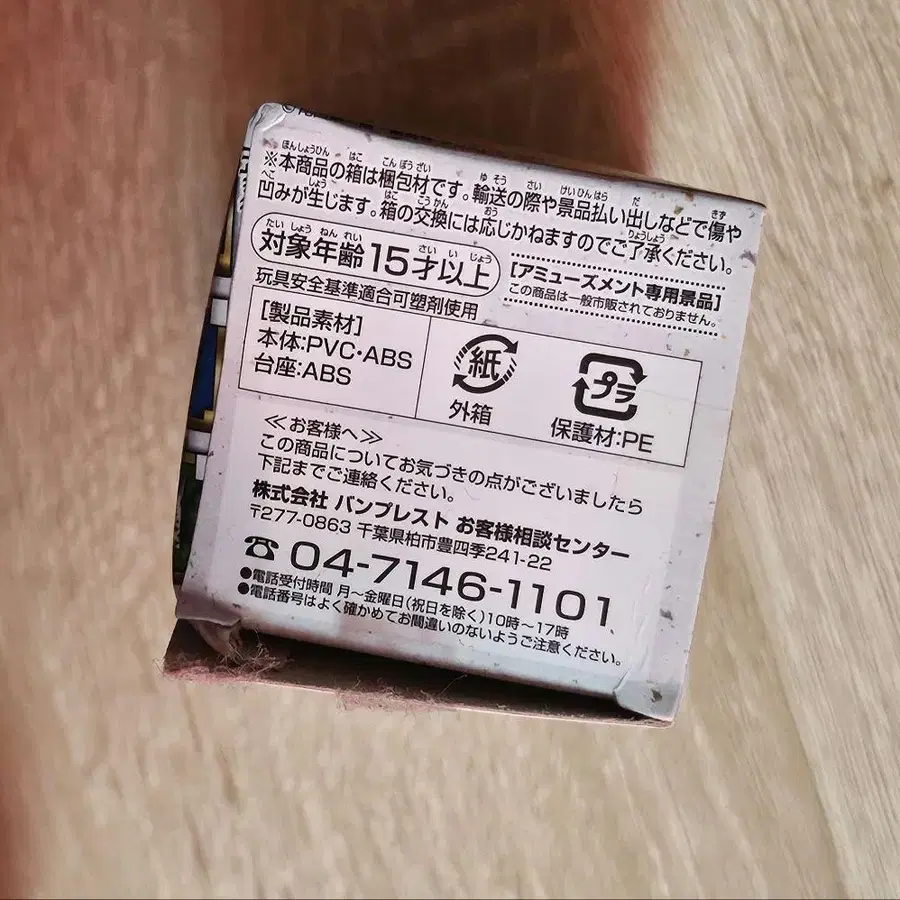 ※本商品の箱は梱包材です。輸送の際や景品払い出しなどで傷や
凹みが生じます。箱の交換には応じかねますのでご了承ください。
対象年齢15才以上
玩具安全基準適合可塑剤使用
[アミューズメント専用景品]
この商品は一般市販されておりません。
[製品素材]
本体:PVC・ABS
台座:ABS
紙
外箱
プラ
保護材:PE
≪お客様へ≫
この商品についてお気づきの点がございましたら
下記までご連絡ください。
株式会社 バンプレスト お客様相談センター
〒277-0863 千葉県柏市豊四季241-22
☎04-7146-1101
●電話受付時間 月～金曜日(祝日を除く)10時～17時
●電話番号はよく確かめてお間違いのないようご注意ください。